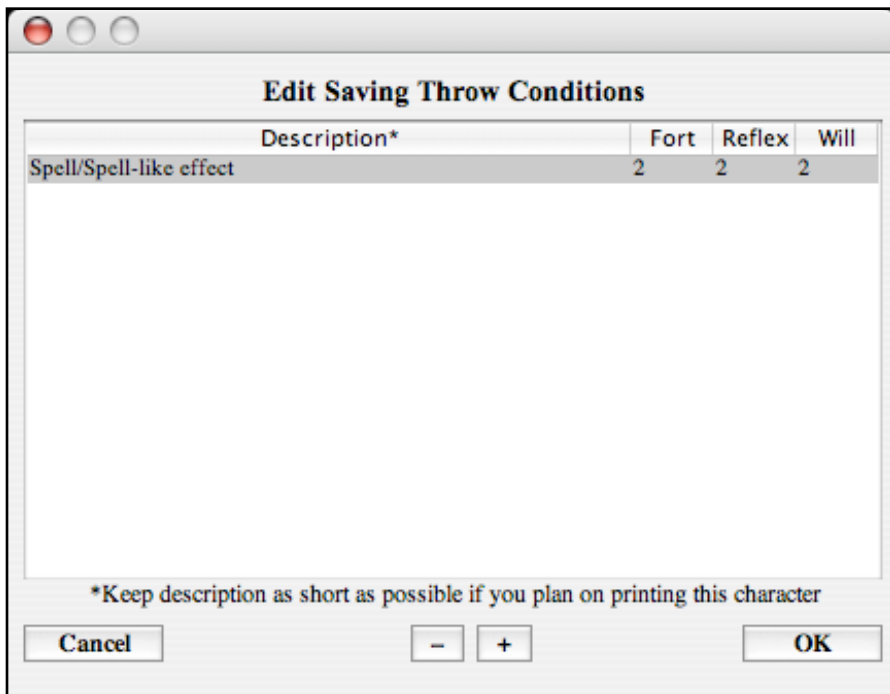 Edit Saving Throw Conditions
Description* Fort Reflex Will
Spell/Spell-like effect 2 2 2
*Keep description as short as possible if you plan on printing this character
Cancel – + OK